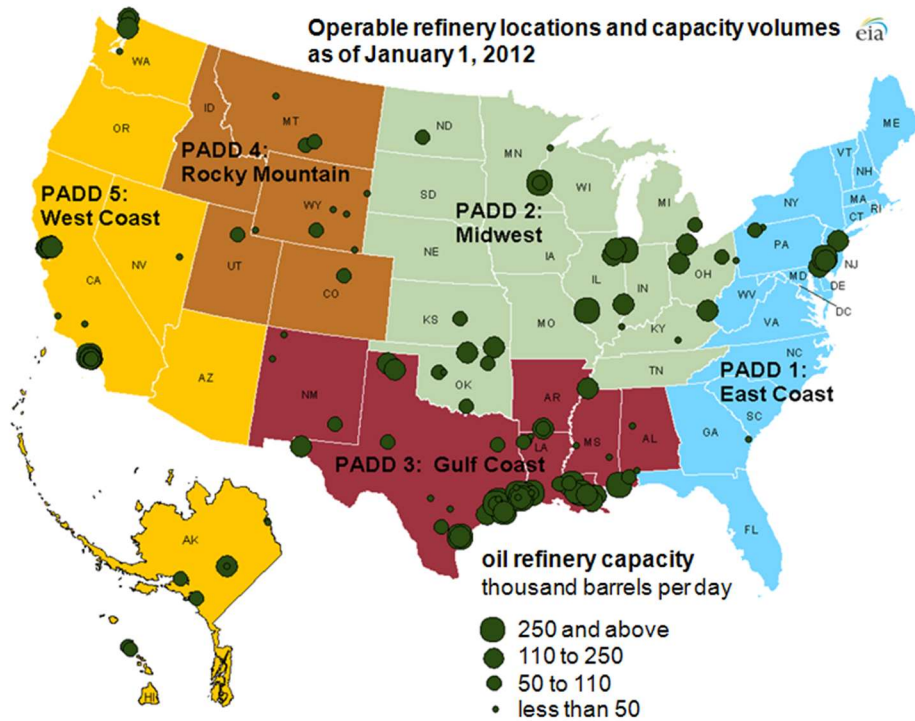 Operable refinery locations and capacity volumes
as of January 1, 2012
eia
WA
OR
ID
MT
ND
MN
SD
WI
MI
WY
NE
IA
NV
CA
UT
CO
KS
MO
IL
IN
OH
KY
TN
WV
VA
NC
SC
GA
FL
PA
NY
VT
NH
ME
MA
CT
RI
NJ
DE
MD
DC
AZ
NM
OK
AR
LA
MS
AL
AK
HI
PADD 4:
Rocky Mountain
PADD 5:
West Coast
PADD 2:
Midwest
PADD 1:
East Coast
PADD 3: Gulf Coast
oil refinery capacity
thousand barrels per day
250 and above
110 to 250
50 to 110
less than 50